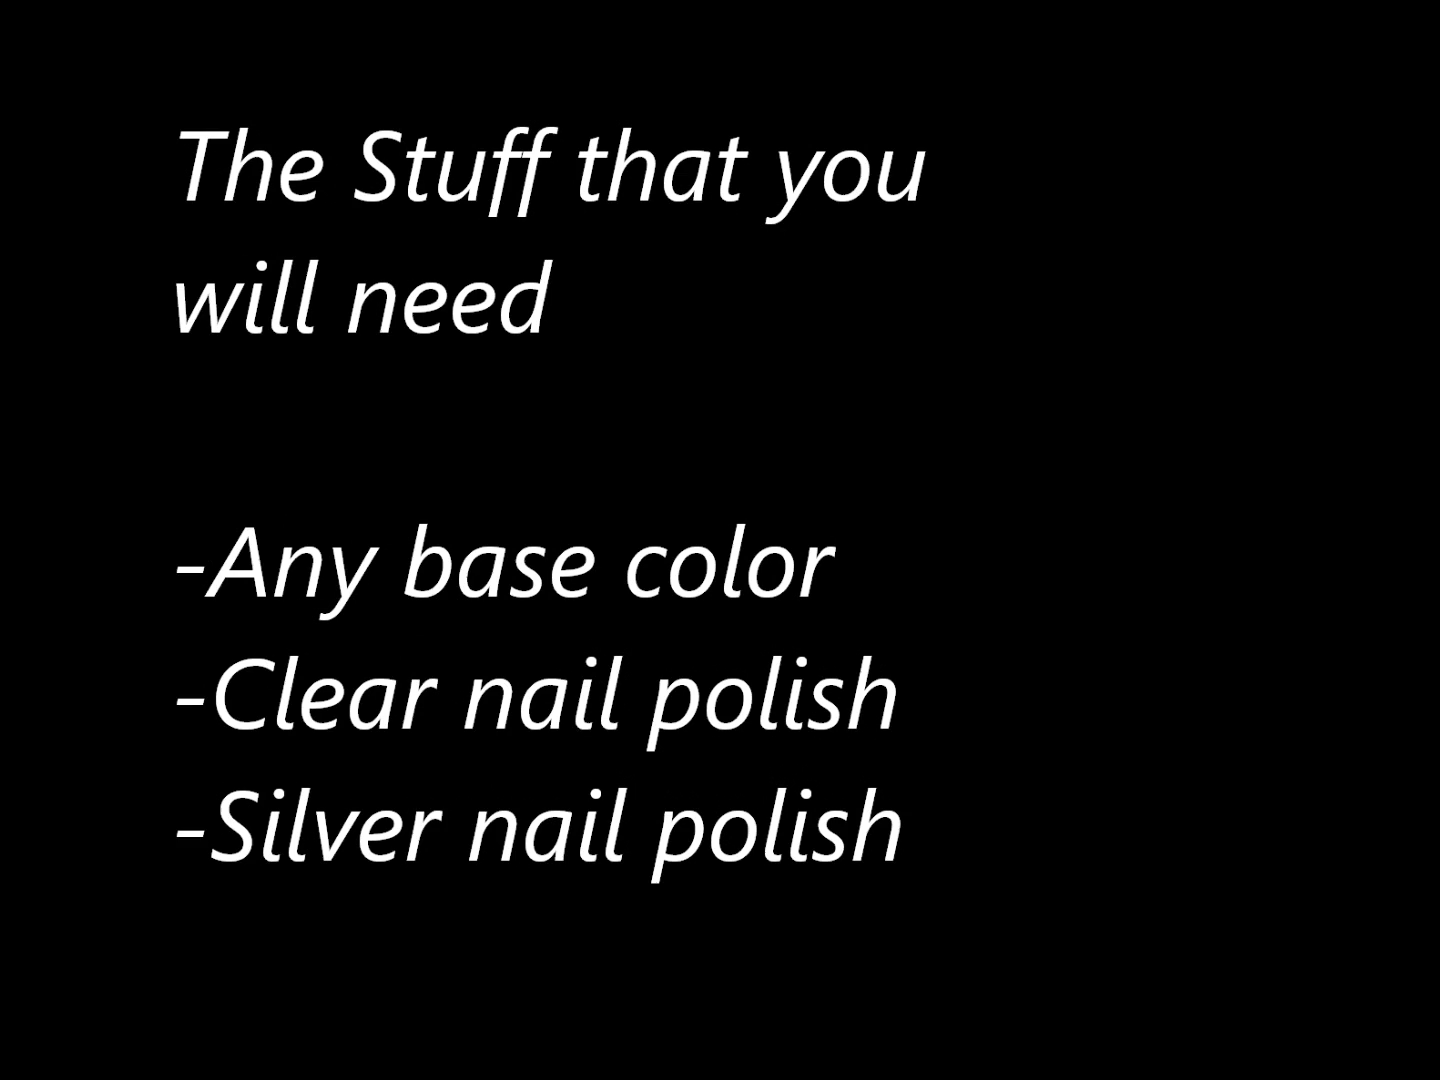 The Stuff that you
will need
-Any base color
-Clear nail polish
-Silver nail polish